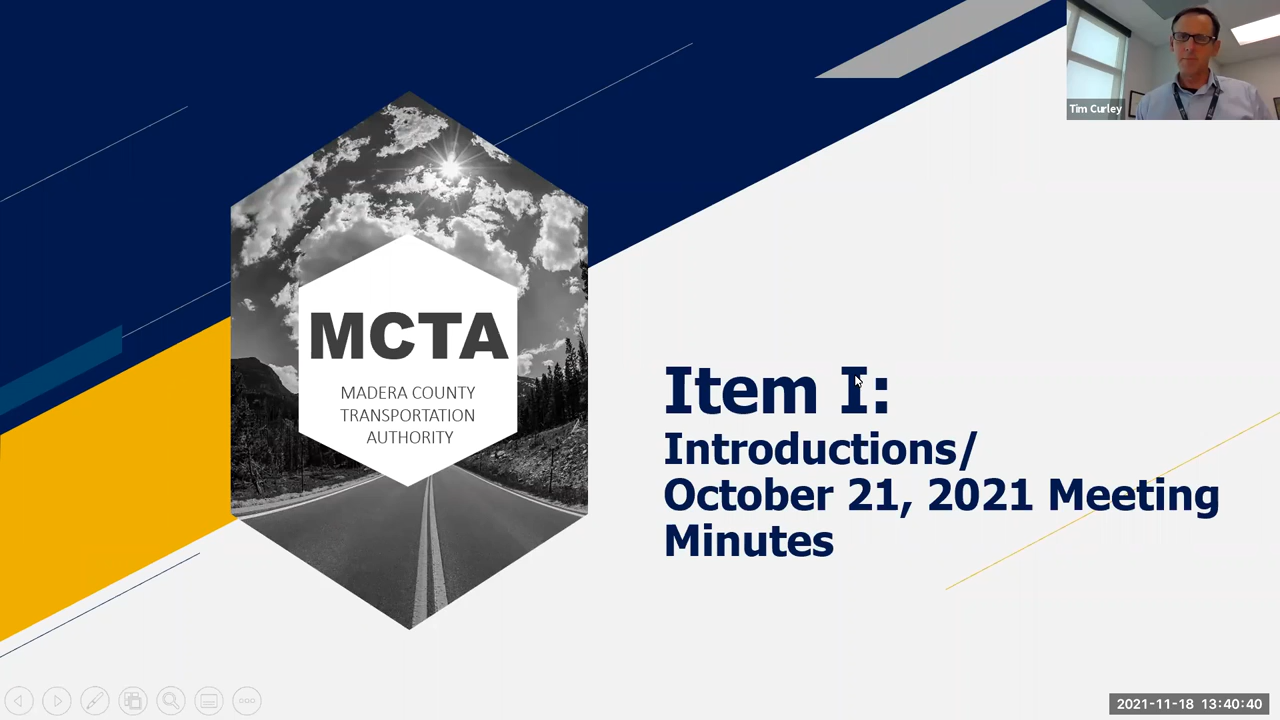 Tim Curley
MCTA
MADERA COUNTY
TRANSPORTATION
AUTHORITY
Item I:
Introductions/
October 21, 2021 Meeting
Minutes
2021-11-18 13:40:40